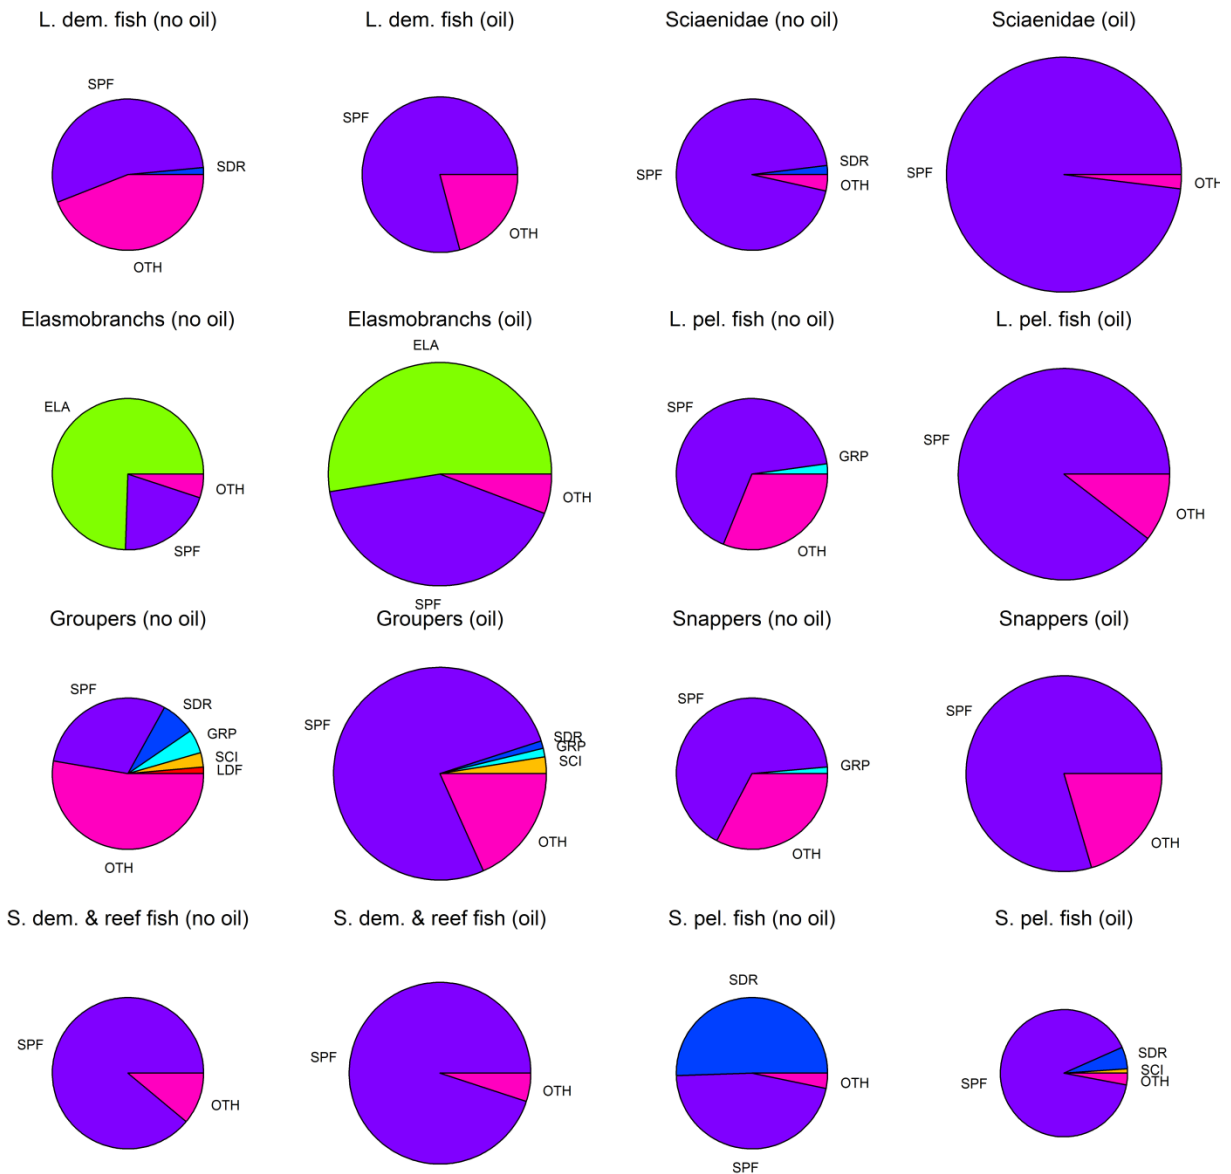 L. dem. fish (no oil)
SPF
SDR
OTH
L. dem. fish (oil)
SPF
OTH
Sciaenidae (no oil)
SPF
SDR
OTH
Sciaenidae (oil)
SPF
OTH
Elasmobranchs (no oil)
ELA
OTH
SPF
Elasmobranchs (oil)
ELA
OTH
SPF
L. pel. fish (no oil)
SPF
GRP
OTH
L. pel. fish (oil)
SPF
OTH
Groupers (no oil)
SPF
SDR
GRP
SCI
LDF
OTH
Groupers (oil)
SPF
SDR
GRP
SCI
OTH
Snappers (no oil)
SPF
GRP
OTH
Snappers (oil)
SPF
OTH
S. dem. & reef fish (no oil)
SPF
OTH
S. dem. & reef fish (oil)
SPF
OTH
S. pel. fish (no oil)
SDR
OTH
SPF
S. pel. fish (oil)
SPF
SDR
SCI
OTH